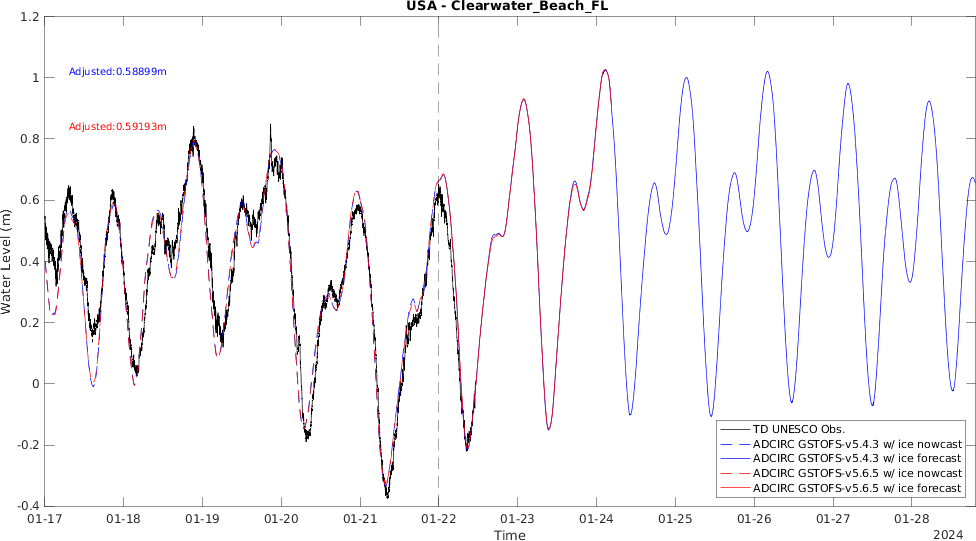 USA - Clearwater_Beach_FL
1.2
1
0.8
0.6
0.4
0.2
0
-0.2
-0.4
Water Level (m)
Adjusted:0.58899m
Adjusted:0.59193m
TD UNESCO Obs.
ADCIRC GSTOFS-v5.4.3 w/ ice nowcast
ADCIRC GSTOFS-v5.4.3 w/ ice forecast
ADCIRC GSTOFS-v5.6.5 w/ ice nowcast
ADCIRC GSTOFS-v5.6.5 w/ ice forecast
01-17 01-18 01-19 01-20 01-21 01-22 01-23 01-24 01-25 01-26 01-27 01-28
Time
2024